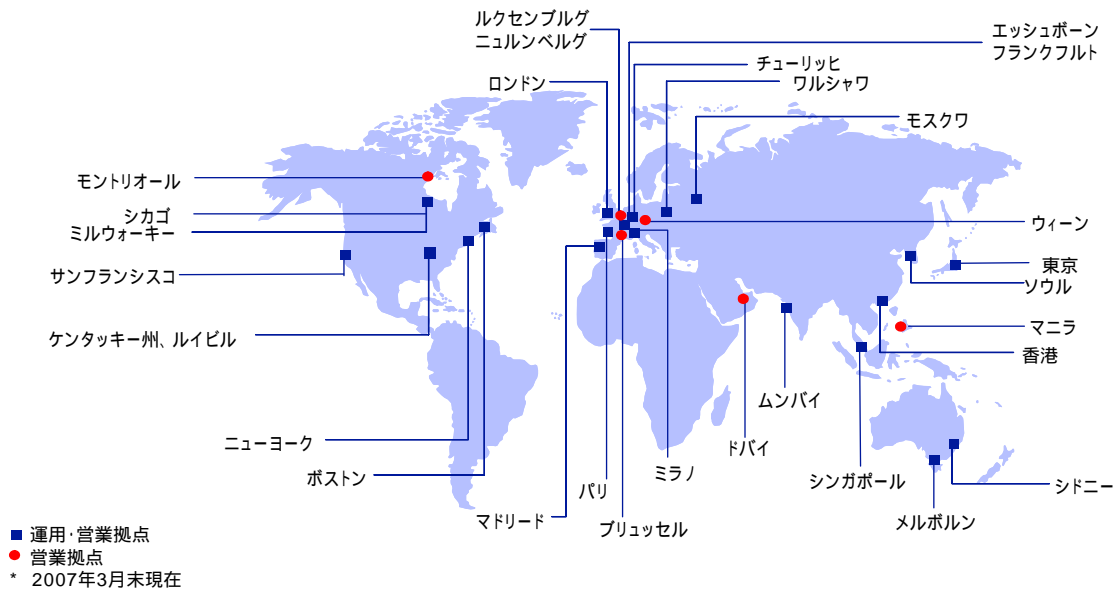 ルクセンブルグ
ニュルンベルグ
エッシュボーン
フランクフルト
チューリッヒ
ロンドン
ワルシャワ
モスクワ
モントリオール
シカゴ
ミルウォーキー
ウィーン
サンフランシスコ
東京
ソウル
ケンタッキー州、ルイビル
マニラ
香港
ムンバイ
ニューヨーク
ドバイ
ボストン
ミラノ
シンガポール
パリ
シドニー
マドリード
ブリュッセル
メルボルン
運用・営業拠点
営業拠点
* 2007年3月末現在